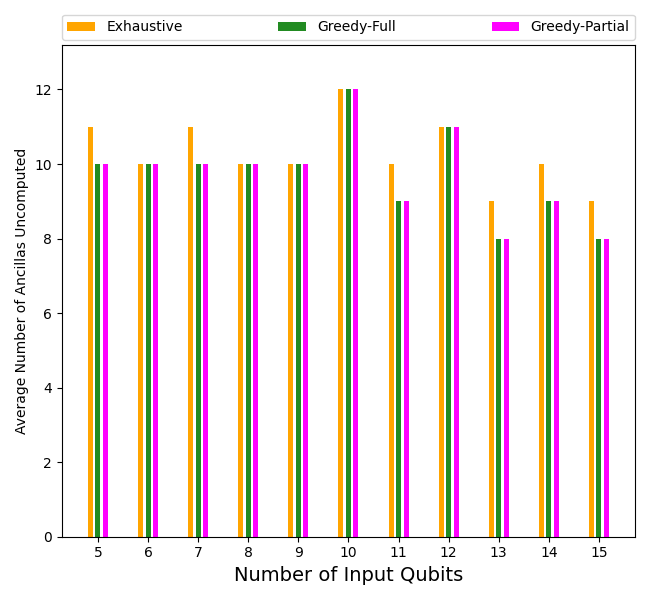 Exhaustive Greedy-Full Greedy-Partial
Average Number of Ancillas Uncomputed
12
10
8
6
4
2
0
5 6 7 8 9 10 11 12 13 14 15
Number of Input Qubits